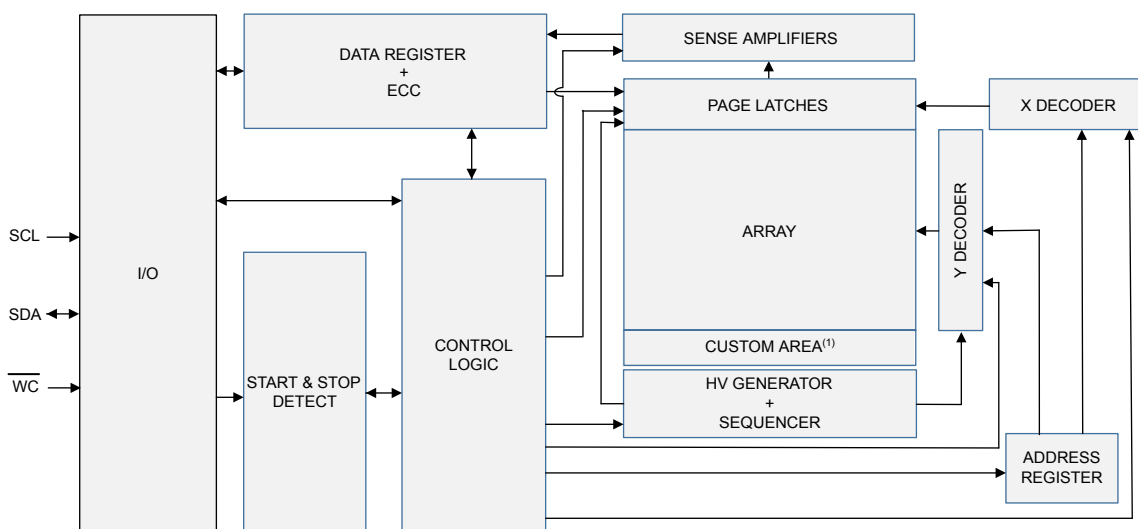 DATA REGISTER
+
ECC
SENSE AMPLIFIERS
PAGE LATCHES
X DECODER
ARRAY
Y DECODER
SCL
I/O
SDA
WC
CONTROL
LOGIC
START & STOP
DETECT
CUSTOM AREA(1)
HV GENERATOR
+
SEQUENCER
ADDRESS
REGISTER